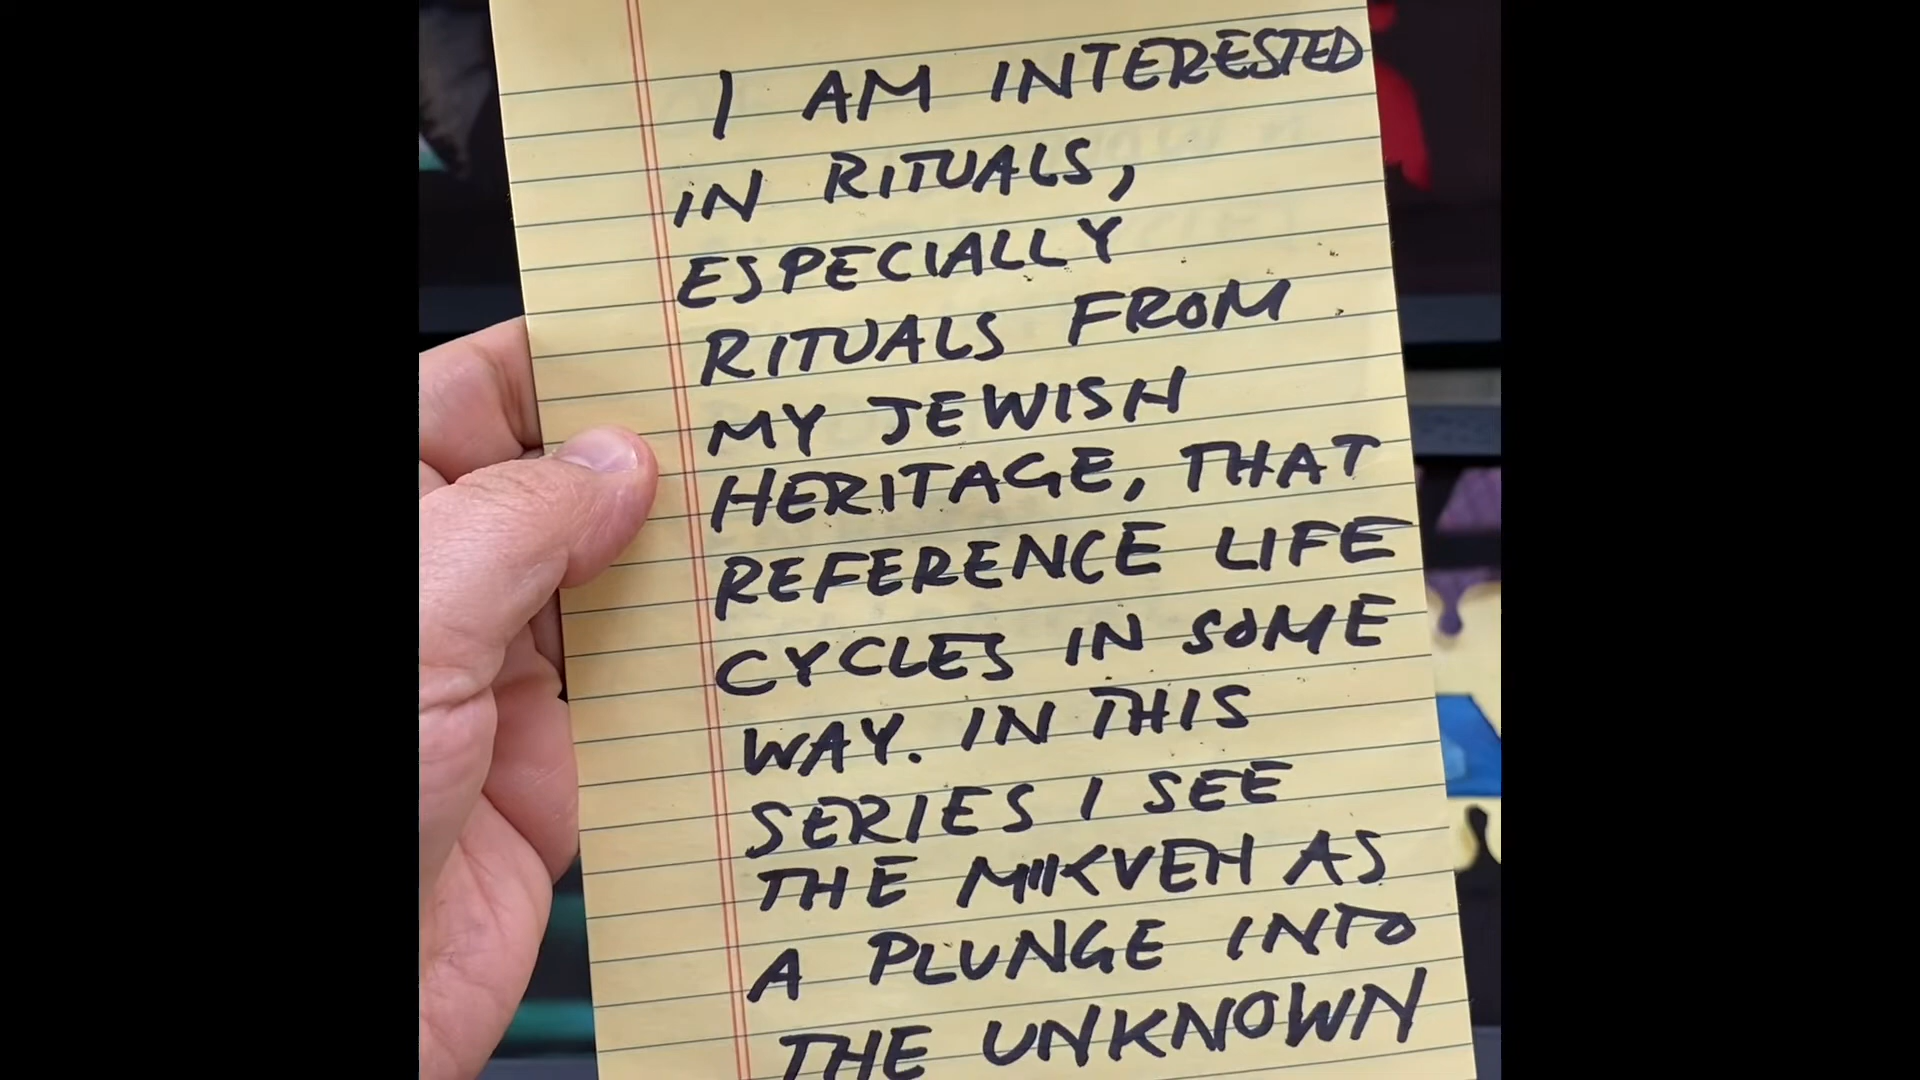 I AM INTERESTED
IN RITUALS,
ESPECIALLY
RITUALS FROM
MY JEWISH
HERITAGE, THAT
REFERENCE LIFE
CYCLES IN SOME
WAY. IN THIS
SERIES I SEE
THE MIKVEH AS
A PLUNGE INTO
THE UNKNOWN